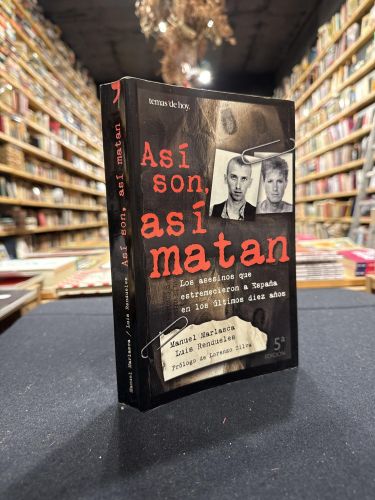 temas'de hoy.
Así
son,
así
matan
Los asesinos que
estremecieron a España
en los últimos diez años
Manuel Marlasca
Luis Rendueles
Prólogo de Lorenzo Silva
5ª
EDICIÓN
Manuel Marlasca / Luis Rendueles Así son, así matan